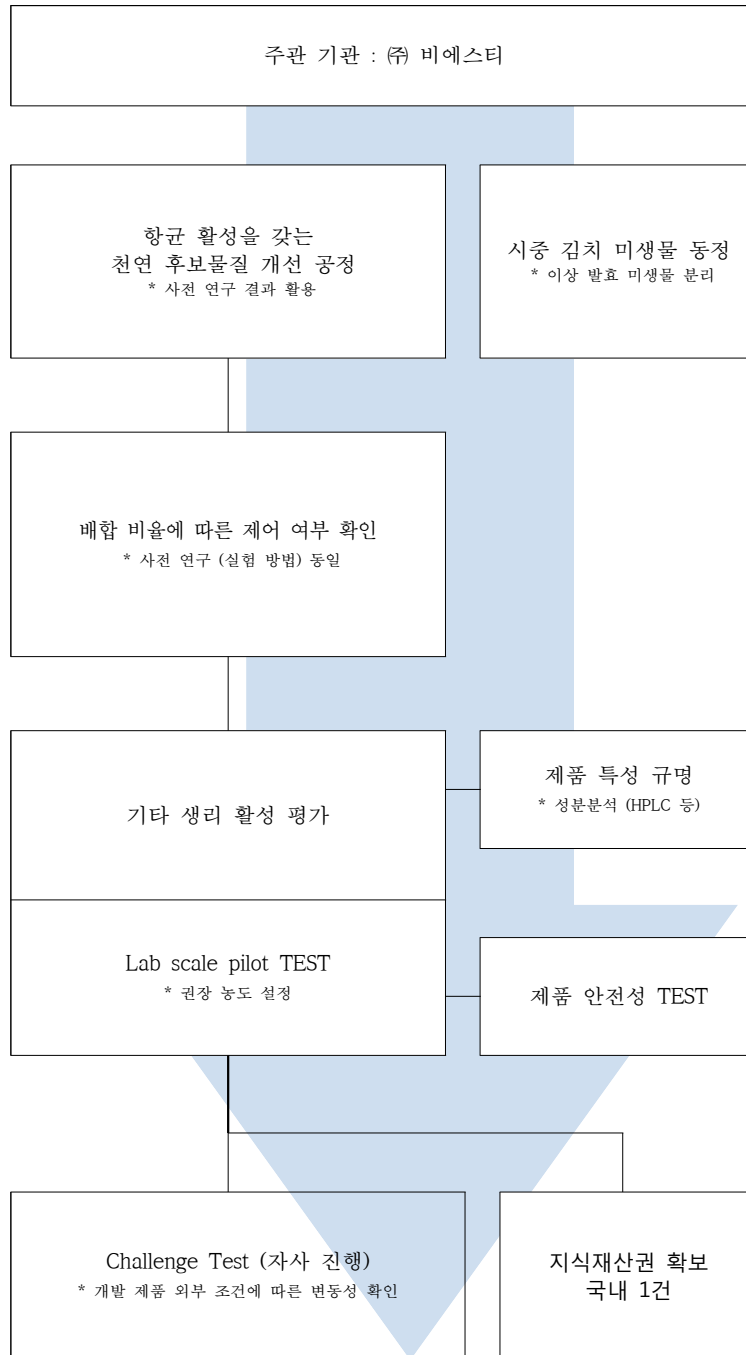 주관 기관 : ㈜ 비에스티
항균 활성을 갖는
천연 후보물질 개선 공정
* 사전 연구 결과 활용
시중 김치 미생물 동정
* 이상 발효 미생물 분리
배합 비율에 따른 제어 여부 확인
* 사전 연구 (실험 방법) 동일
기타 생리 활성 평가
제품 특성 규명
* 성분분석 (HPLC 등)
Lab scale pilot TEST
* 권장 농도 설정
제품 안전성 TEST
Challenge Test (자사 진행)
* 개발 제품 외부 조건에 따른 변동성 확인
지식재산권 확보
국내 1건